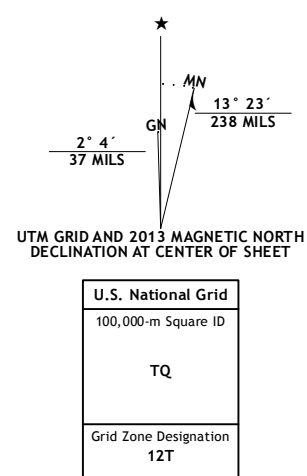 ★
MN
GN
13° 23´
238 MILS
2° 4´
37 MILS
UTM GRID AND 2013 MAGNETIC NORTH
DECLINATION AT CENTER OF SHEET
U.S. National Grid
100,000-m Square ID
TQ
Grid Zone Designation
12T